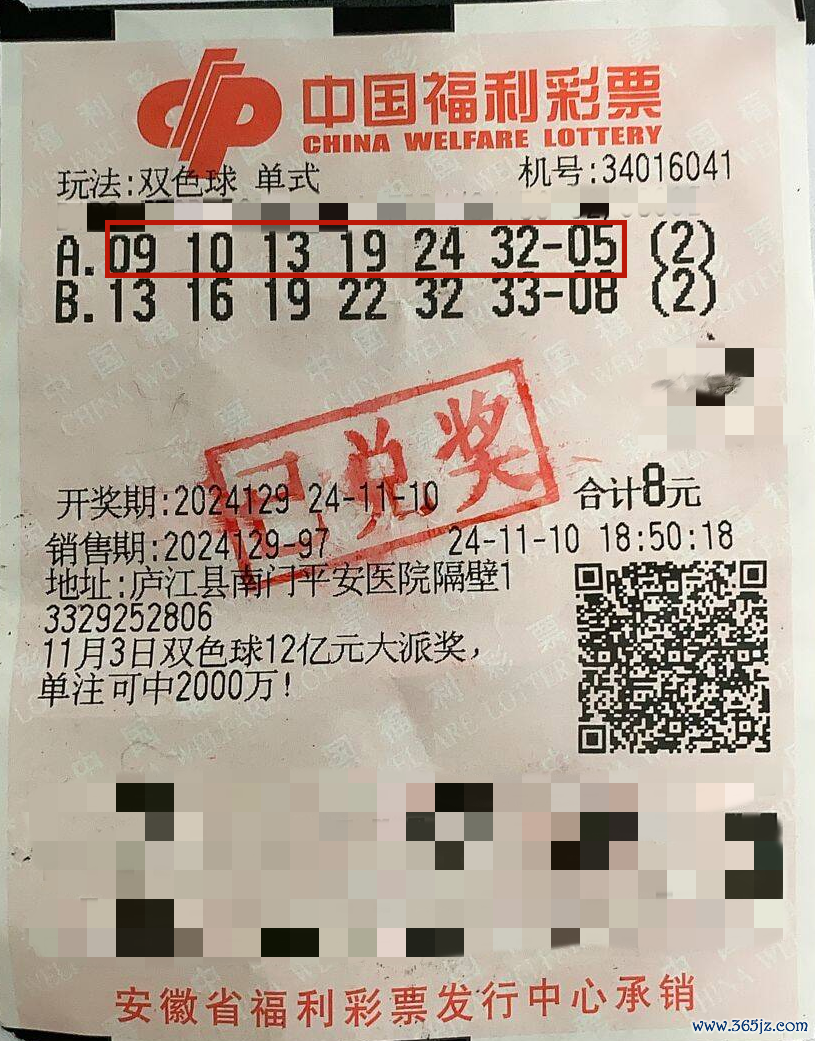 中国福利彩票
CHINA WELFARE LOTTERY
玩法:双色球 单式 机号:34016041
A.09 10 13 19 24 32-05 (2)
B.13 16 19 22 32 33-08 (2)
已兑奖
开奖期:2024129 24-11-10 合计8元
销售期:2024129-97 24-11-10 18:50:18
地址:庐江县南门平安医院隔壁1
3329252806
11月3日双色球12亿元大派奖,
单注可中2000万!
安徽省福利彩票发行中心承销
www.365jz.com